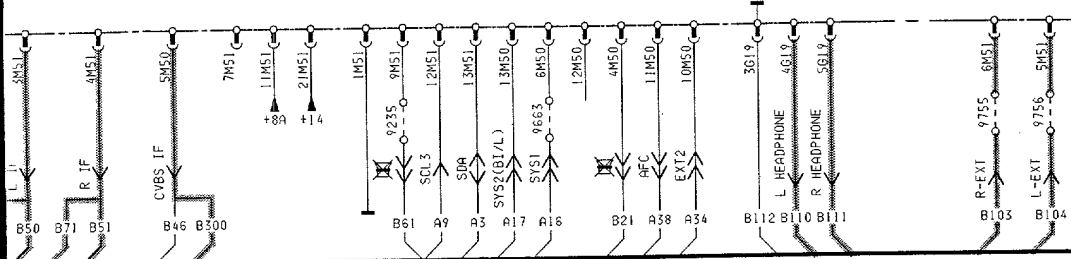 3M51
4M51
5M50
7M51
11M51
21M51
1M51
9M51
12M51
13M51
13M50
6M50
12M50
4M50
11M50
10M50
3G19
4G19
5G19
6M51
5M51
+8A
+14
9235
9663
9755
9756
R IF
CVBS IF
SCL3
SDA
SYS2(BI/L)
SYS1
AFC
EXT2
L HEADPHONE
R HEADPHONE
R-EXT
L-EXT
B50
B71
B51
B46
B300
B61
A9
A3
A17
A16
B21
A38
A34
B112
B110
B111
B103
B104